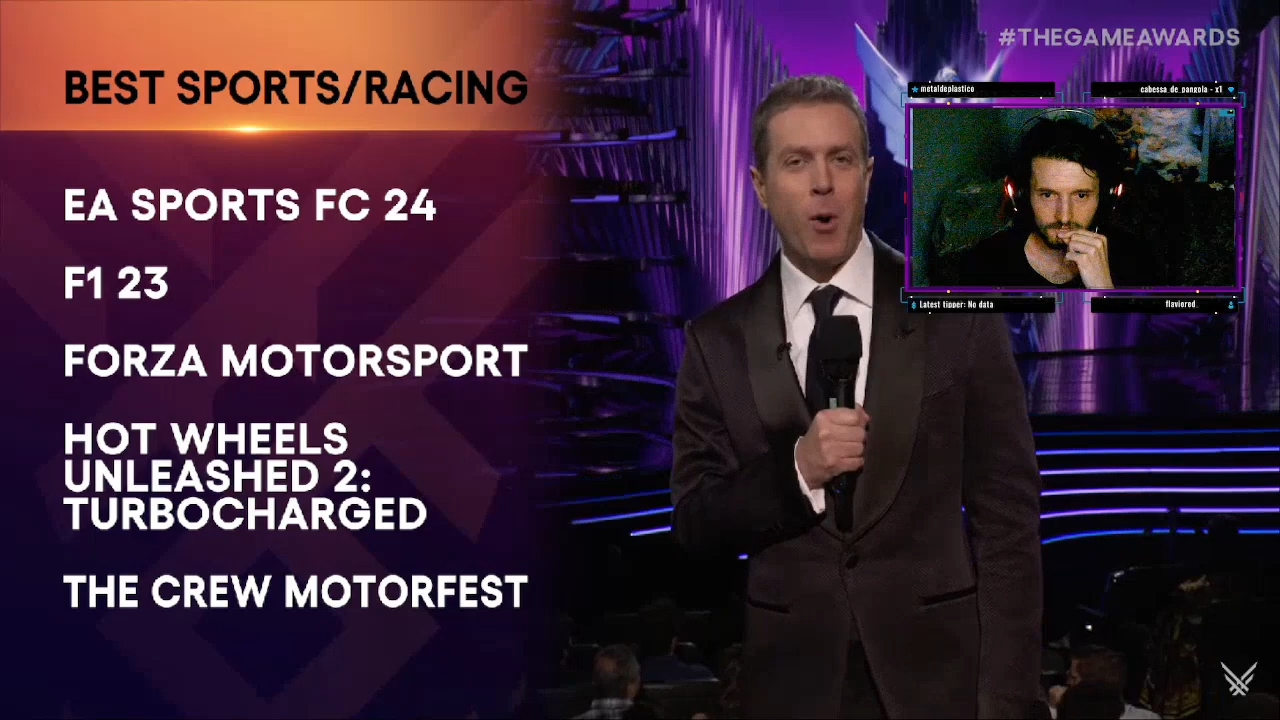 #THEGAMEAWARDS
BEST SPORTS/RACING
metaldeplastico
cabessa_de_pangola - x1
EA SPORTS FC 24
F1 23
Latest tipper: No data
flaviored
FORZA MOTORSPORT
HOT WHEELS
UNLEASHED 2:
TURBOCHARGED
THE CREW MOTORFEST